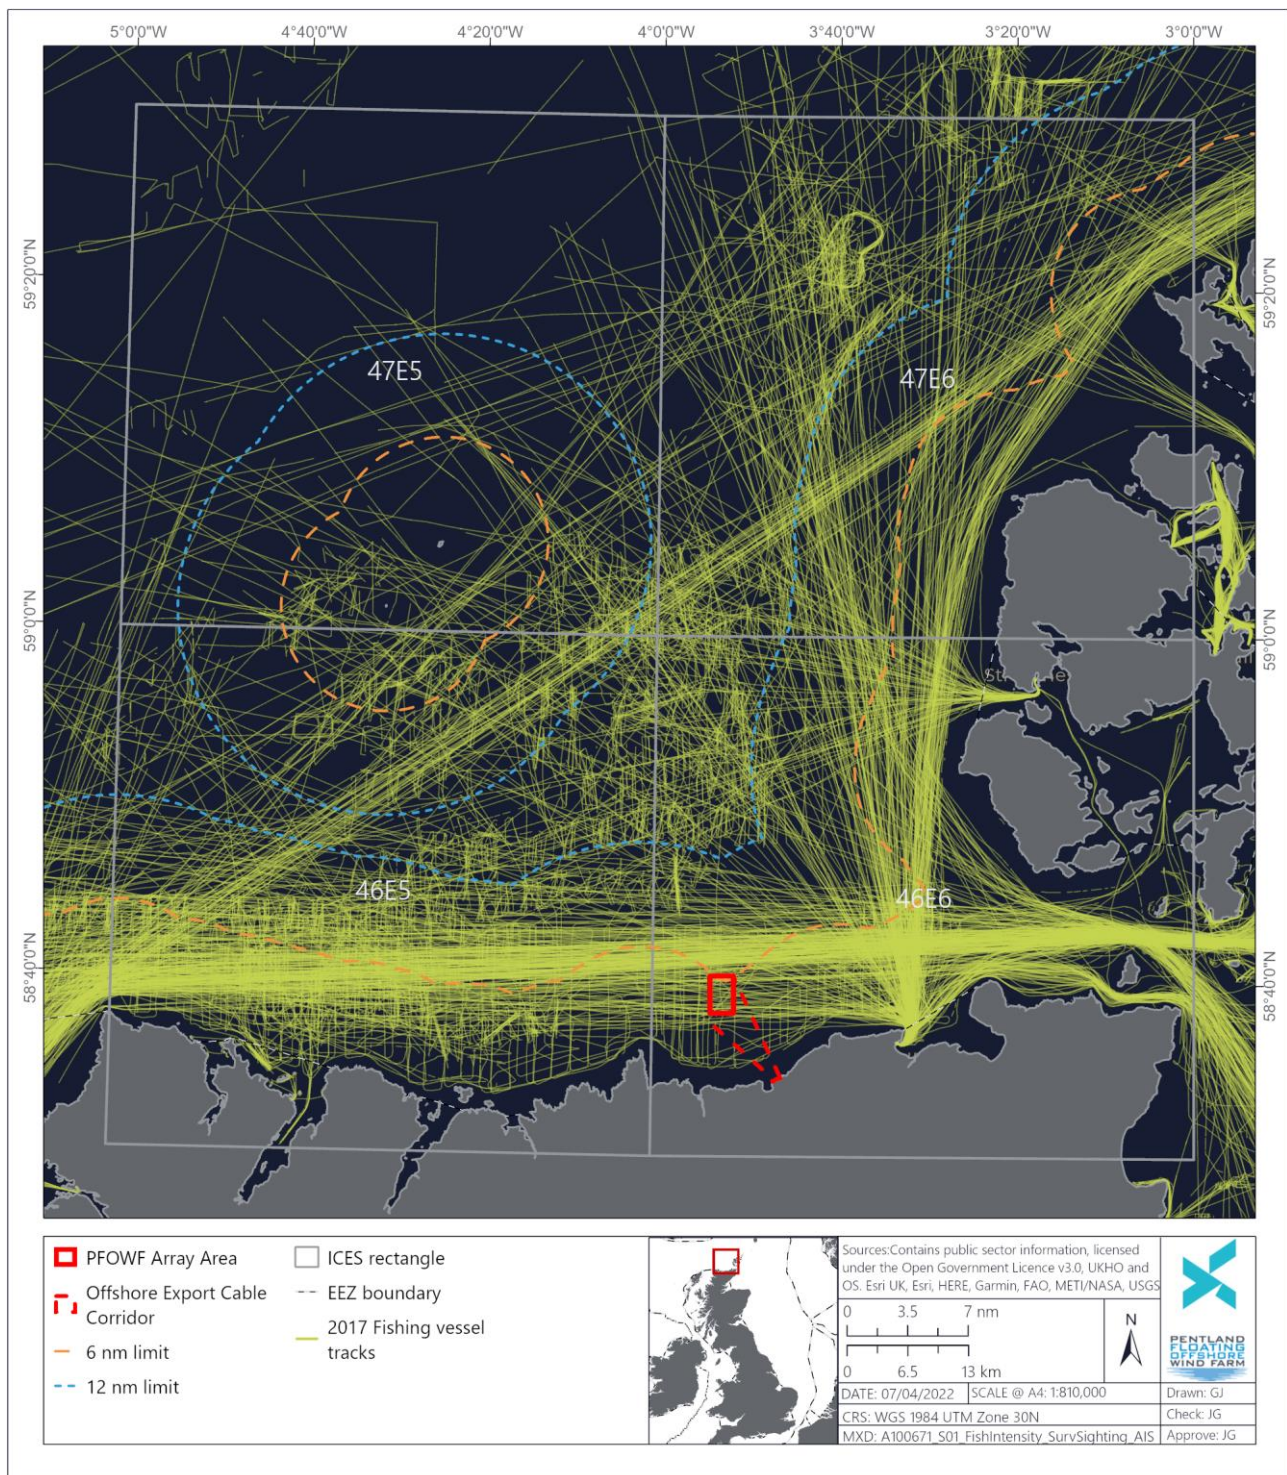 5°0'0"W 4°40'0"W 4°20'0"W 4°0'0"W 3°40'0"W 3°20'0"W 3°0'0"W
59°20'0"N
59°20'0"N
47E5
47E6
59°0'0"N
59°0'0"N
46E5
46E6
58°40'0"N
58°40'0"N
PFOWF Array Area
Offshore Export Cable
Corridor
6 nm limit
12 nm limit
ICES rectangle
EEZ boundary
2017 Fishing vessel
tracks
Sources:Contains public sector information, licensed
under the Open Government Licence v3.0, UKHO and
OS. Esri UK, Esri, HERE, Garmin, FAO, METI/NASA, USGS
0 3.5 7 nm
0 6.5 13 km
N
DATE: 07/04/2022 SCALE @ A4: 1:810,000
CRS: WGS 1984 UTM Zone 30N
MXD: A100671_S01_FishIntensity_SurvSighting_AIS
PENTLAND
FLOATING
OFFSHORE
WIND FARM
Drawn: GJ
Check: JG
Approve: JG